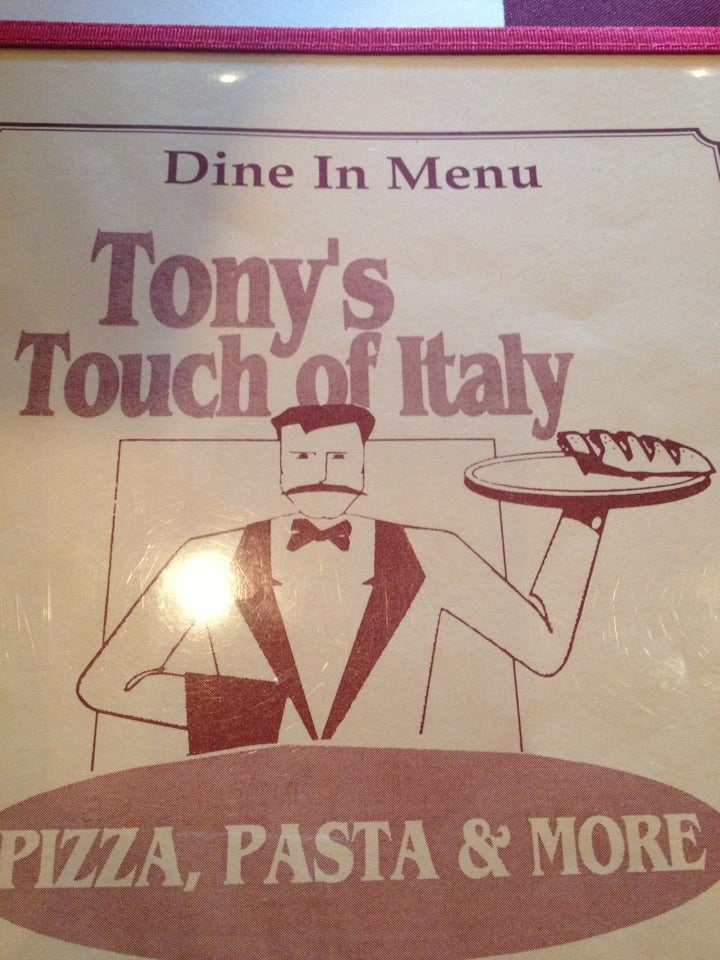 Dine In Menu
Tony's
Touch of Italy
PIZZA, PASTA & MORE